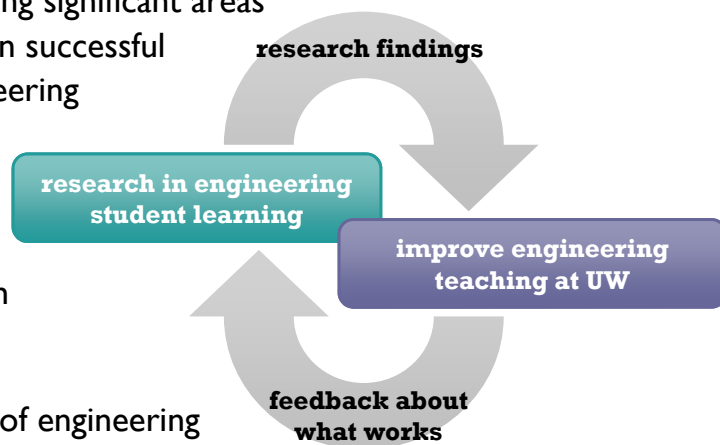 ng significant areas
n successful
eering
n
of engineering
research findings
research in engineering
student learning
improve engineering
teaching at UW
feedback about
what works